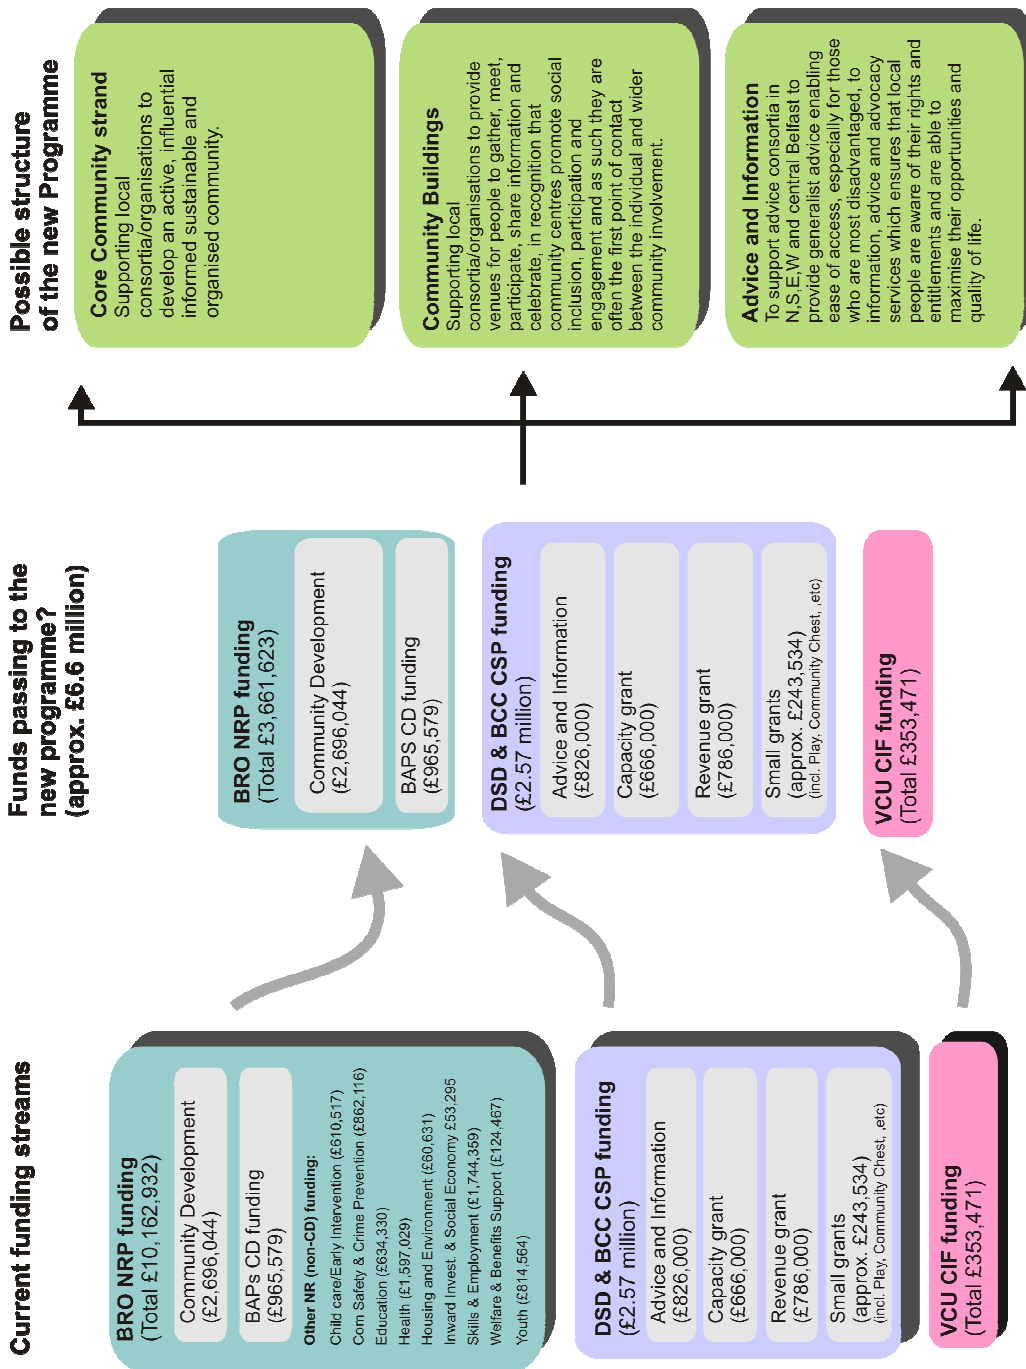 Current funding streams
BRO NRP funding
(Total £10,162,932)
Community Development
(£2,696,044)
BAPs CD funding
(£965,579)
Other NR (non-CD) funding:
Child care/Early Intervention (£610,517)
Com Safety & Crime Prevention (£862,116)
Education (£634,330)
Health (£1,597,029)
Housing and Environment (£60,631)
Inward Invest. & Social Economy £53,295
Skills & Employment (£1,744,359)
Welfare & Benefits Support (£124,467)
Youth (£814,564)
DSD & BCC CSP funding
(£2.57 million)
Advice and Information
(£826,000)
Capacity grant
(£666,000)
Revenue grant
(£786,000)
Small grants
(approx. £243,534)
(incl. Play, Community Chest, ,etc)
VCU CIF funding
(Total £353,471)
Funds passing to the
new programme?
(approx. £6.6 million)
BRO NRP funding
(Total £3,661,623)
Community Development
(£2,696,044)
BAPS CD funding
(£965,579)
DSD & BCC CSP funding
(£2.57 million)
Advice and Information
(£826,000)
Capacity grant
(£666,000)
Revenue grant
(£786,000)
Small grants
(approx. £243,534)
(incl. Play, Community Chest, ,etc)
VCU CIF funding
(Total £353,471)
Possible structure
of the new Programme
Core Community strand
Supporting local
consortia/organisations to
develop an active, influential
informed sustainable and
organised community.
Community Buildings
Supporting local
consortia/organisations to provide
venues for people to gather, meet,
participate, share information and
celebrate, in recognition that
community centres promote social
inclusion, participation and
engagement and as such they are
often the first point of contact
between the individual and wider
community involvement.
Advice and Information
To support advice consortia in
N,S,E,W and central Belfast to
provide generalist advice enabling
ease of access, especially for those
who are most disadvantaged, to
information, advice and advocacy
services which ensures that local
people are aware of their rights and
entitlements and are able to
maximise their opportunities and
quality of life.